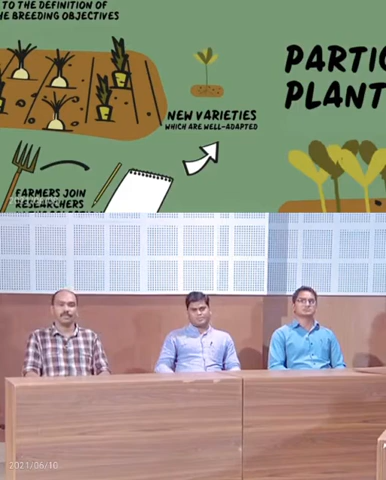 TO THE DEFINITION OF
HE BREEDING OBJECTIVES
PARTIC
PLANT
NEW VARIETIES
WHICH ARE WELL-ADAPTED
FARMERS JOIN
RESEARCHERS
2021/06/10